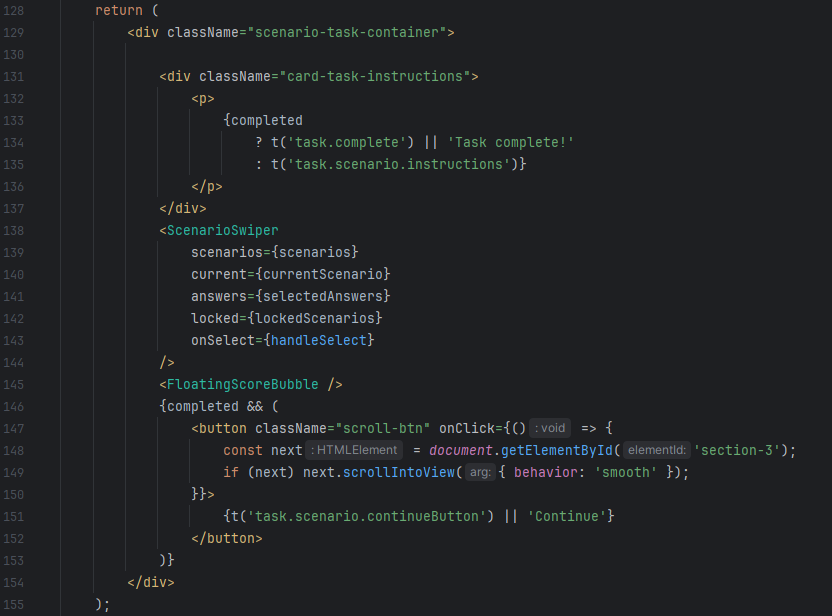 128 return (
129 <div className="scenario-task-container">
130
131 <div className="card-task-instructions">
132 <p>
133 {completed
134 ? t('task.complete') || 'Task complete!'
135 : t('task.scenario.instructions')}
136 </p>
137 </div>
138 <ScenarioSwiper
139 scenarios={scenarios}
140 current={currentScenario}
141 answers={selectedAnswers}
142 locked={lockedScenarios}
143 onSelect={handleSelect}
144 />
145 <FloatingScoreBubble />
146 {completed && (
147 <button className="scroll-btn" onClick={() : void => {
148 const next : HTMLElement = document.getElementById( elementId: 'section-3');
149 if (next) next.scrollIntoView( arg: { behavior: 'smooth' });
150 }}>
151 {t('task.scenario.continueButton') || 'Continue'}
152 </button>
153 )}
154 </div>
155 );